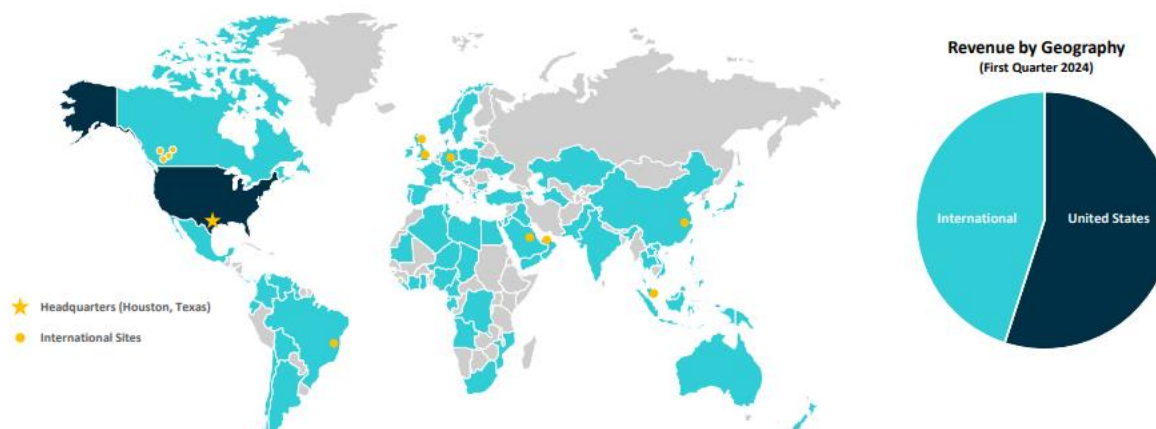 Revenue by Geography
(First Quarter 2024)
International
United States
Headquarters (Houston, Texas)
International Sites